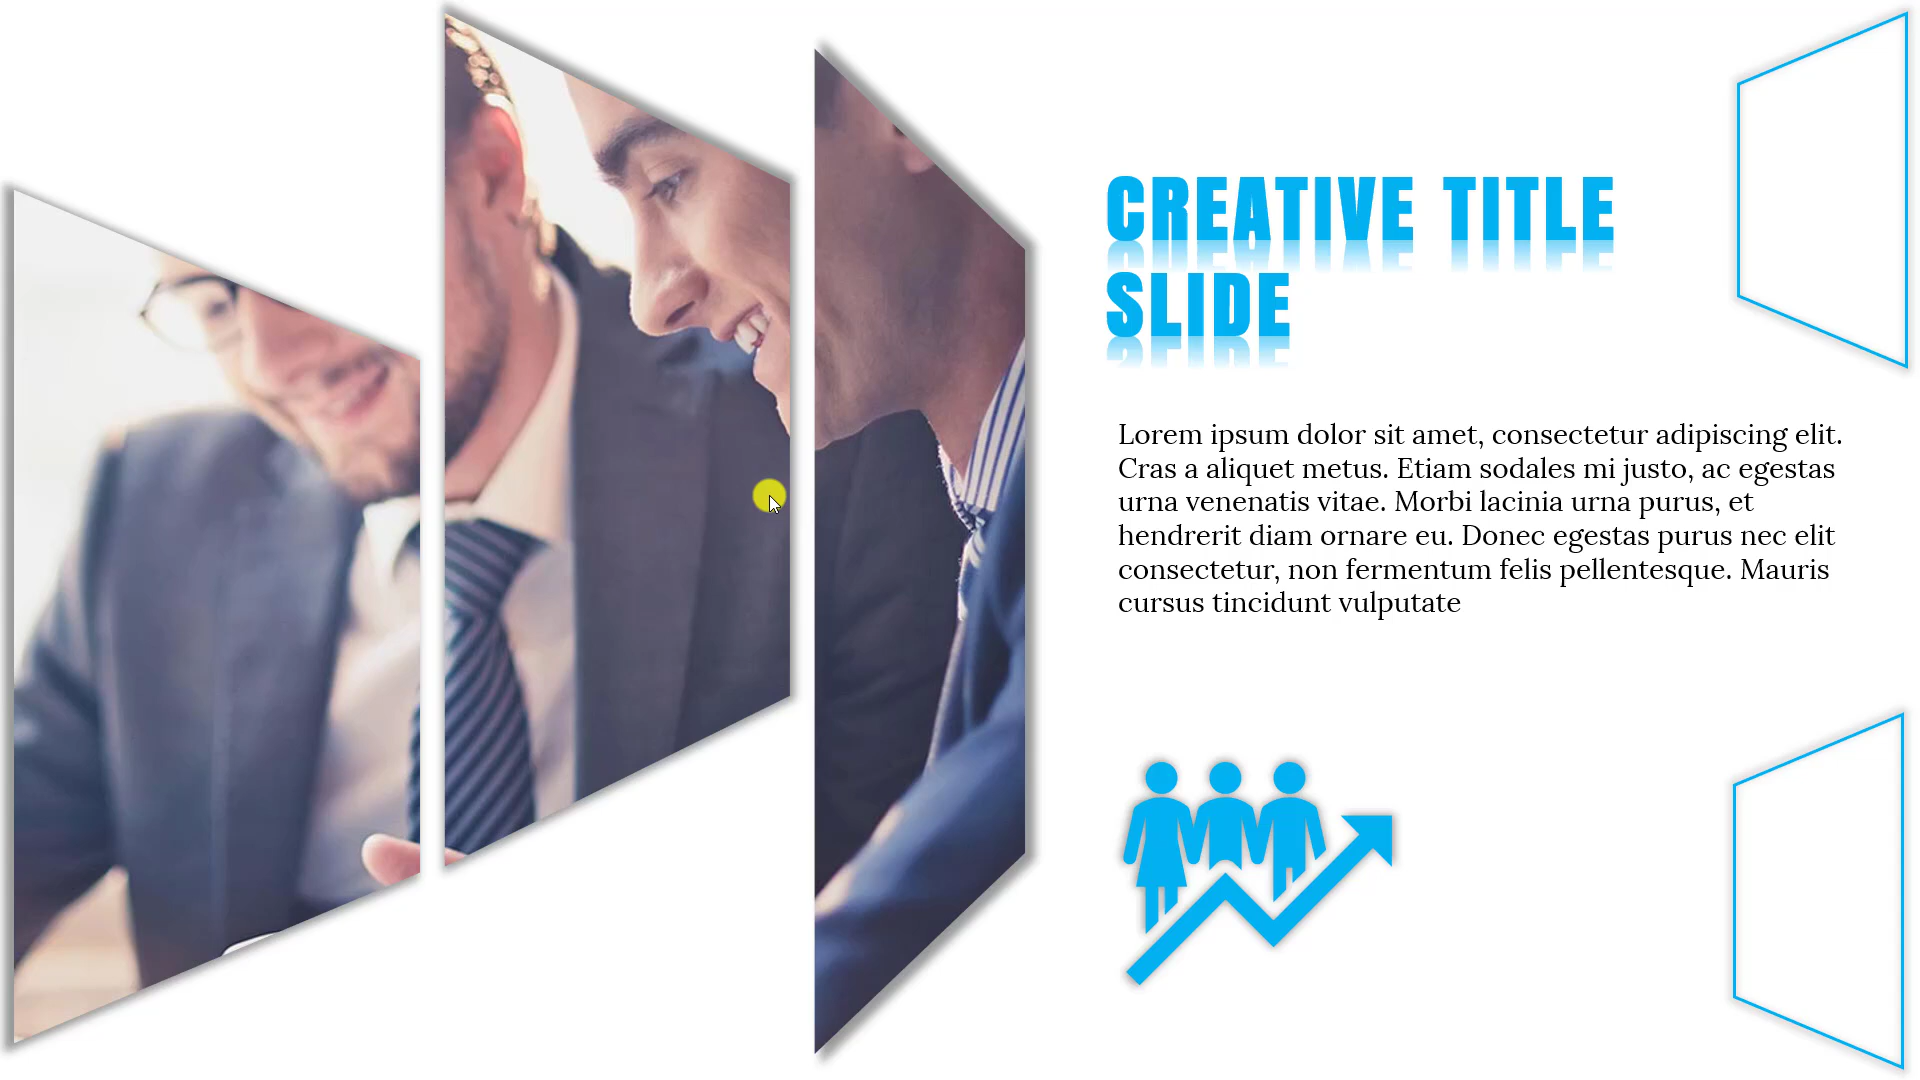 CREATIVE TITLE
SLIDE
Lorem ipsum dolor sit amet, consectetur adipiscing elit.
Cras a aliquet metus. Etiam sodales mi justo, ac egestas
urna venenatis vitae. Morbi lacinia urna purus, et
hendrerit diam ornare eu. Donec egestas purus nec elit
consectetur, non fermentum felis pellentesque. Mauris
cursus tincidunt vulputate